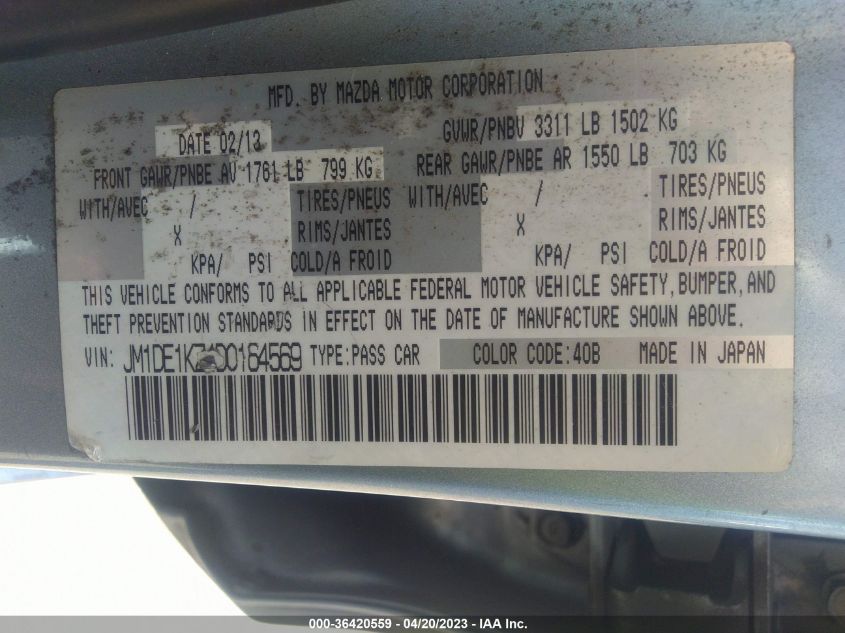 MFD. BY MAZDA MOTOR CORPORATION
DATE 02/13 GVWR/PNBV 3311 LB 1502 KG
FRONT GAWR/PNBE AV 1761 LB 799 KG REAR GAWR/PNBE AR 1550 LB 703 KG
WITH/AVEC / TIRES/PNEUS WITH/AVEC / TIRES/PNEUS
X RIMS/JANTES X RIMS/JANTES
KPA/ PSI COLD/A FROID KPA/ PSI COLD/A FROID
THIS VEHICLE CONFORMS TO ALL APPLICABLE FEDERAL MOTOR VEHICLE SAFETY, BUMPER, AND
THEFT PREVENTION STANDARDS IN EFFECT ON THE DATE OF MANUFACTURE SHOWN ABOVE.
VIN: JM1DE1KZ4D0164569 TYPE:PASS CAR COLOR CODE:40B MADE IN JAPAN
000-36420559 - 04/20/2023 - IAA Inc.